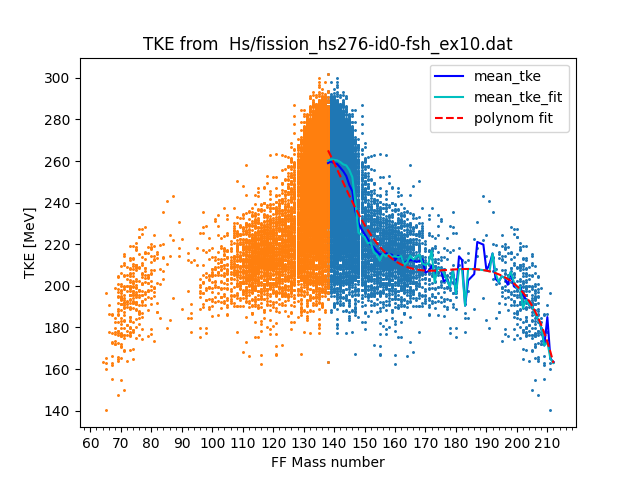 TKE from  Hs/fission_hs276-id0-fsh_ex10.dat
mean_tke
mean_tke_fit
polynom fit
TKE [MeV]
300
280
260
240
220
200
180
160
140
60 70 80 90 100 110 120 130 140 150 160 170 180 190 200 210
FF Mass number